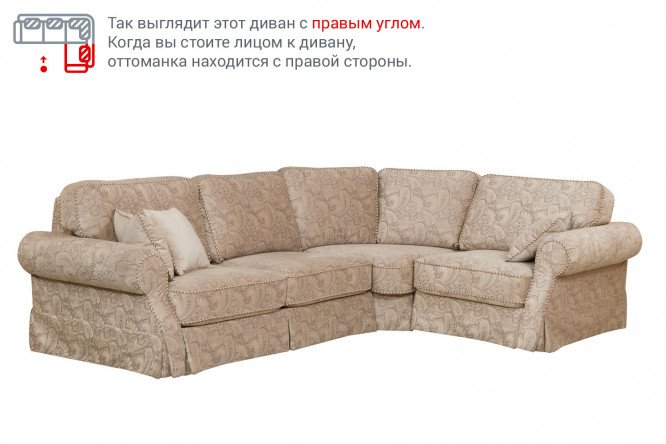 Так выглядит этот диван с правым углом.
Когда вы стоите лицом к дивану,
оттоманка находится с правой стороны.